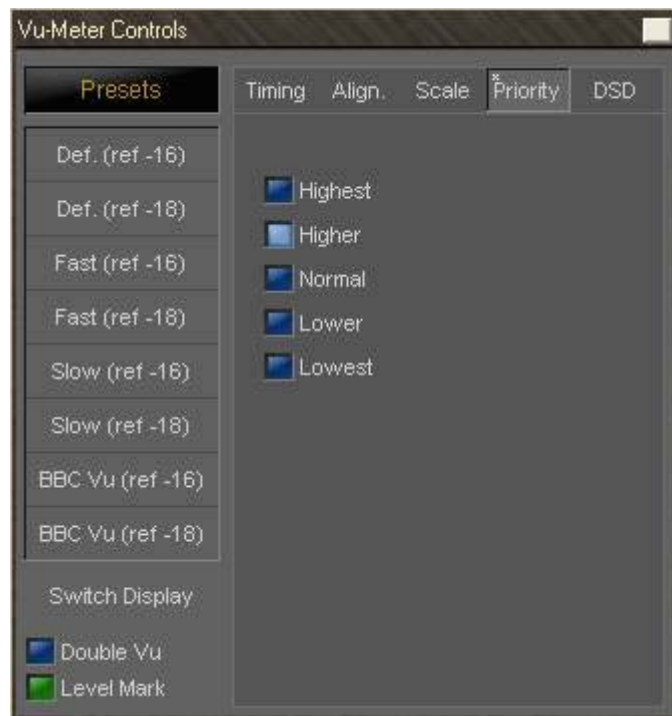 Vu-Meter Controls
Presets
Def. (ref -16)
Def. (ref -18)
Fast (ref -16)
Fast (ref -18)
Slow (ref -16)
Slow (ref -18)
BBC Vu (ref -16)
BBC Vu (ref -18)
Switch Display
Double Vu
Level Mark
Timing Align. Scale *Priority DSD
Highest
Higher
Normal
Lower
Lowest